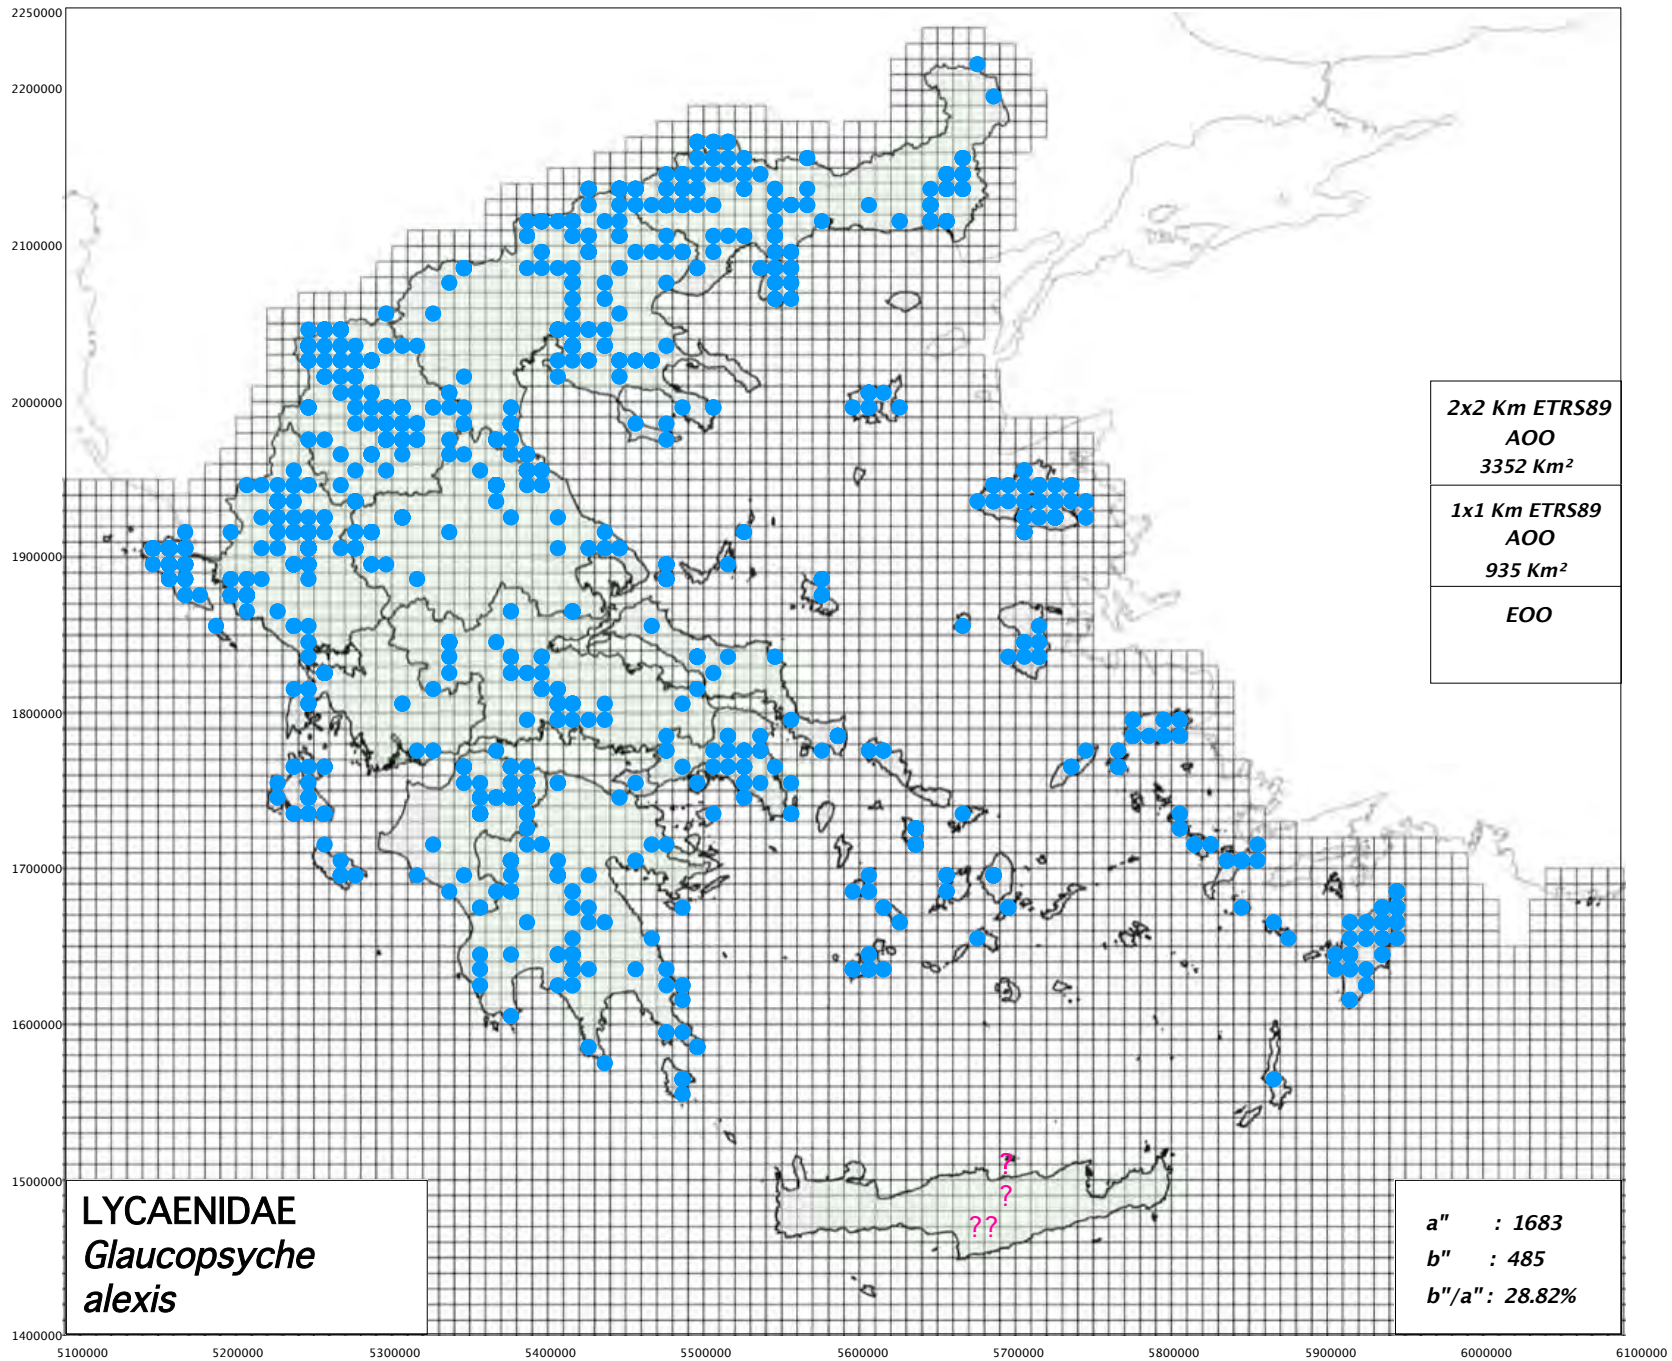 2250000
2200000
2100000
2000000
1900000
1800000
1700000
1600000
1500000
1400000
2x2 Km ETRS89
AOO
3352 Km²
1x1 Km ETRS89
AOO
935 Km²
EOO
?
?
??
LYCAENIDAE
Glaucopsyche
alexis
a" : 1683
b" : 485
b"/a" : 28.82%
5100000 5200000 5300000 5400000 5500000 5600000 5700000 5800000 5900000 6000000 6100000